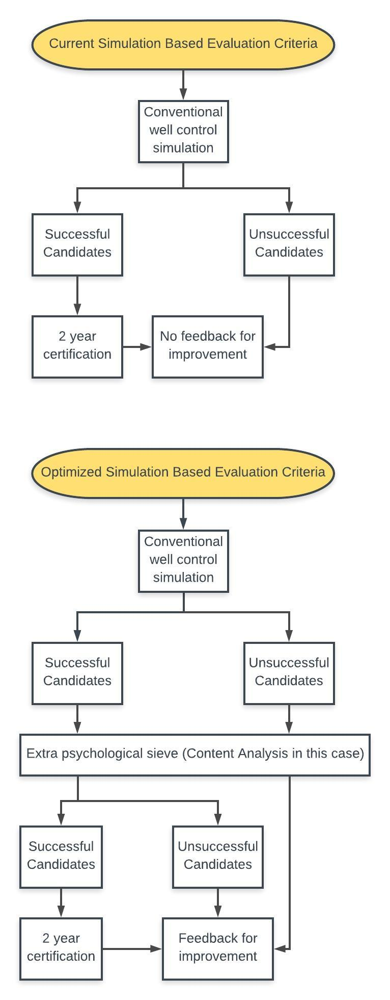 Current Simulation Based Evaluation Criteria
Conventional
well control
simulation
Successful
Candidates
Unsuccessful
Candidates
2 year
certification
No feedback for
improvement
Optimized Simulation Based Evaluation Criteria
Conventional
well control
simulation
Successful
Candidates
Unsuccessful
Candidates
Extra psychological sieve (Content Analysis in this case)
Successful
Candidates
Unsuccessful
Candidates
2 year
certification
Feedback for
improvement